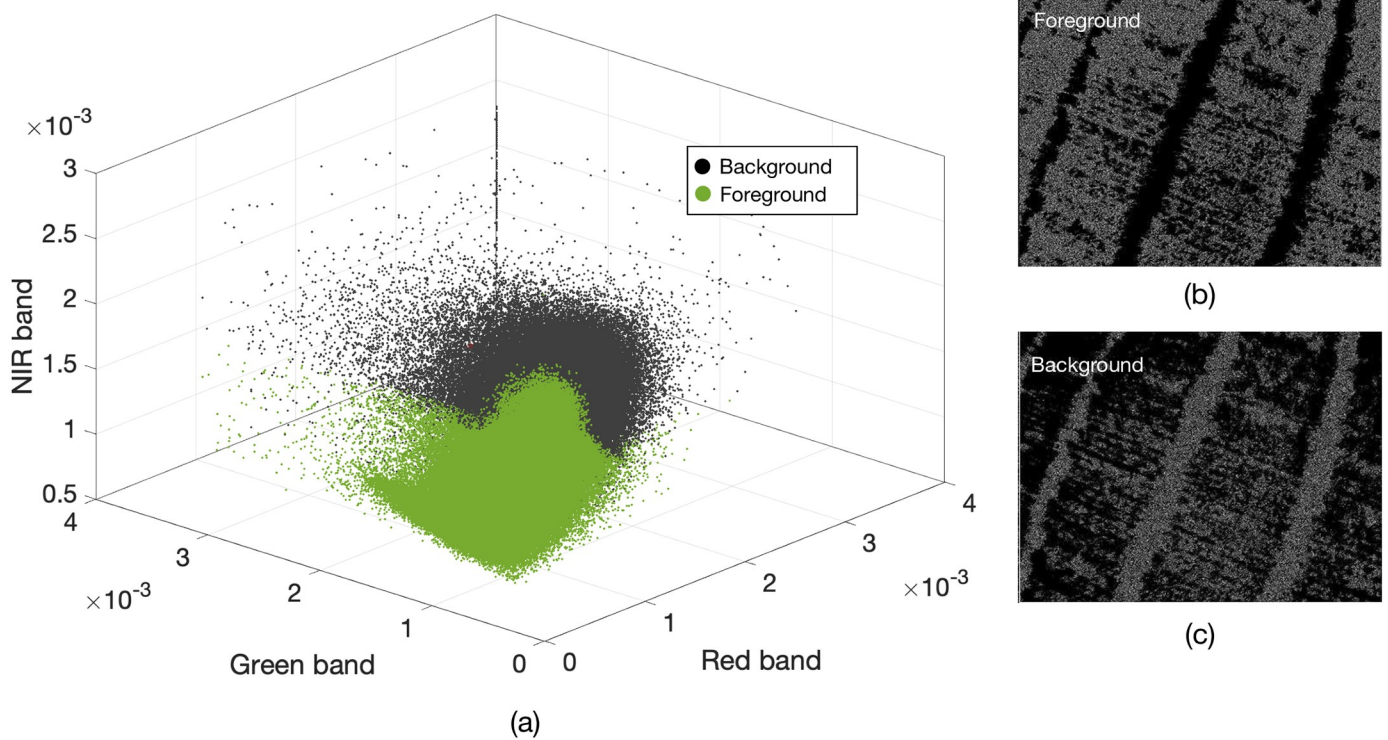 ×10⁻³
3
2.5
2
1.5
1
0.5
NIR band
4
3
2
1
0
×10⁻³
Green band
0
1
2
3
4
×10⁻³
Red band
Background
Foreground
(a)
Foreground
(b)
Background
(c)